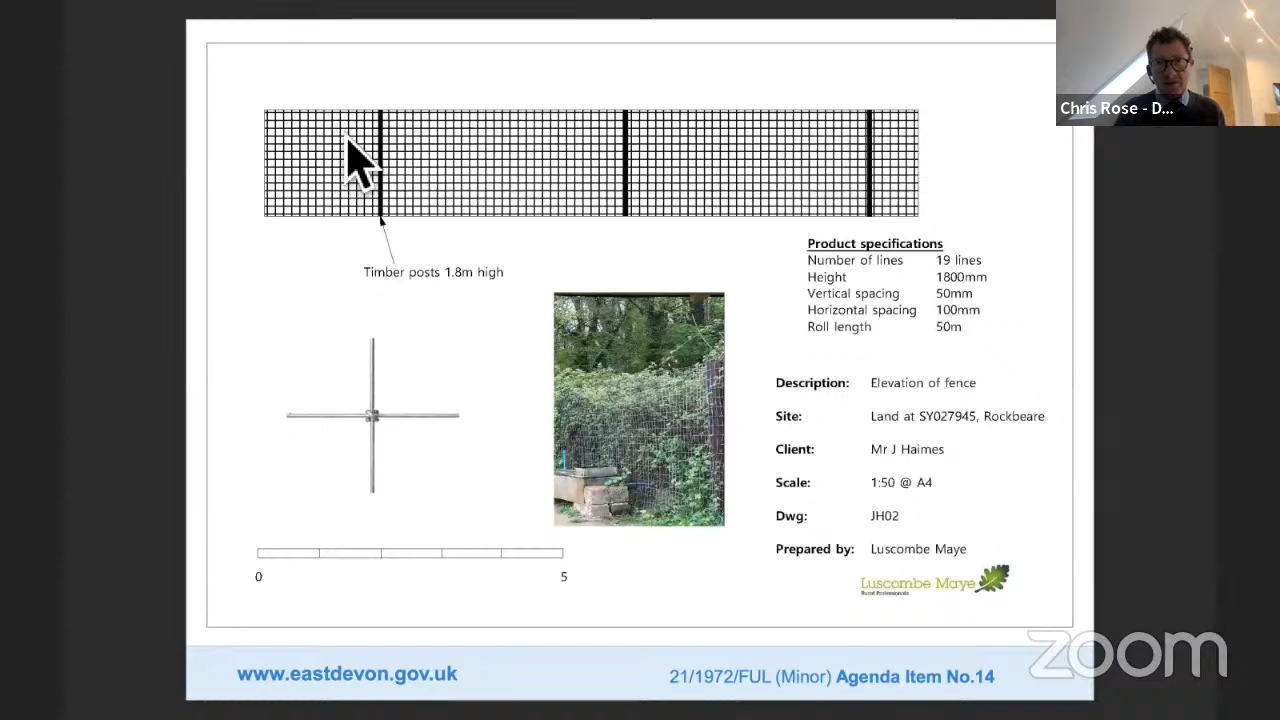 Chris Rose - D...
Timber posts 1.8m high
Product specifications
Number of lines 19 lines
Height 1800mm
Vertical spacing 50mm
Horizontal spacing 100mm
Roll length 50m
Description: Elevation of fence
Site: Land at SY027945, Rockbeare
Client: Mr J Haimes
Scale: 1:50 @ A4
Dwg: JH02
Prepared by: Luscombe Maye
Luscombe Maye
Rural Professionals
0 5
www.eastdevon.gov.uk
21/1972/FUL (Minor) Agenda Item No.14
zoom